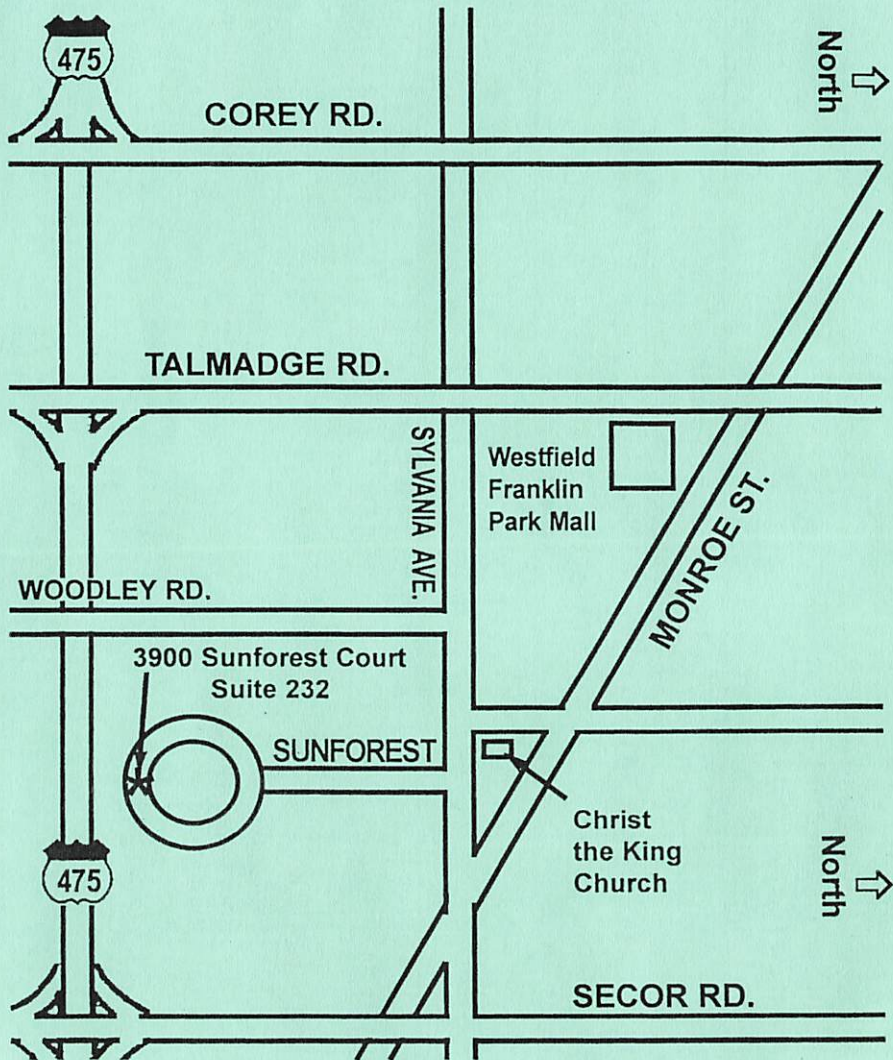 475
North
COREY RD.
TALMADGE RD.
SYLVANIA AVE.
Westfield
Franklin
Park Mall
MONROE ST.
WOODLEY RD.
3900 Sunforest Court
Suite 232
SUNFOREST
Christ
the King
Church
475
North
SECOR RD.